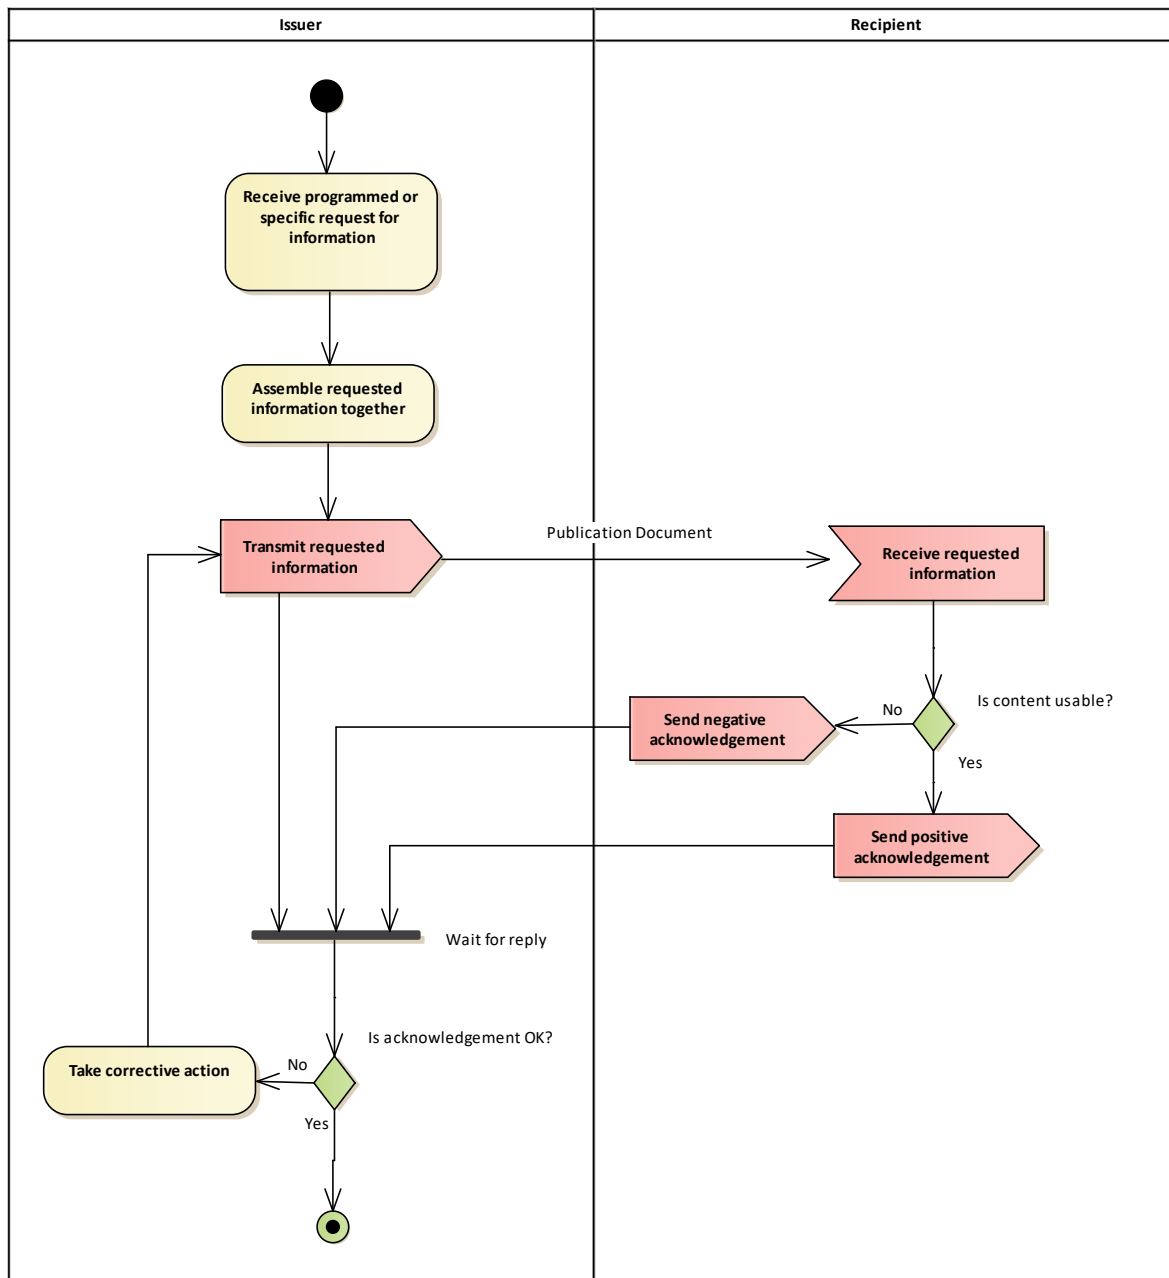 Issuer
Recipient
Receive programmed or
specific request for
information
Assemble requested
information together
Transmit requested
information
Publication Document
Receive requested
information
Is content usable?
No
Yes
Send negative
acknowledgement
Send positive
acknowledgement
Wait for reply
Is acknowledgement OK?
No
Yes
Take corrective action